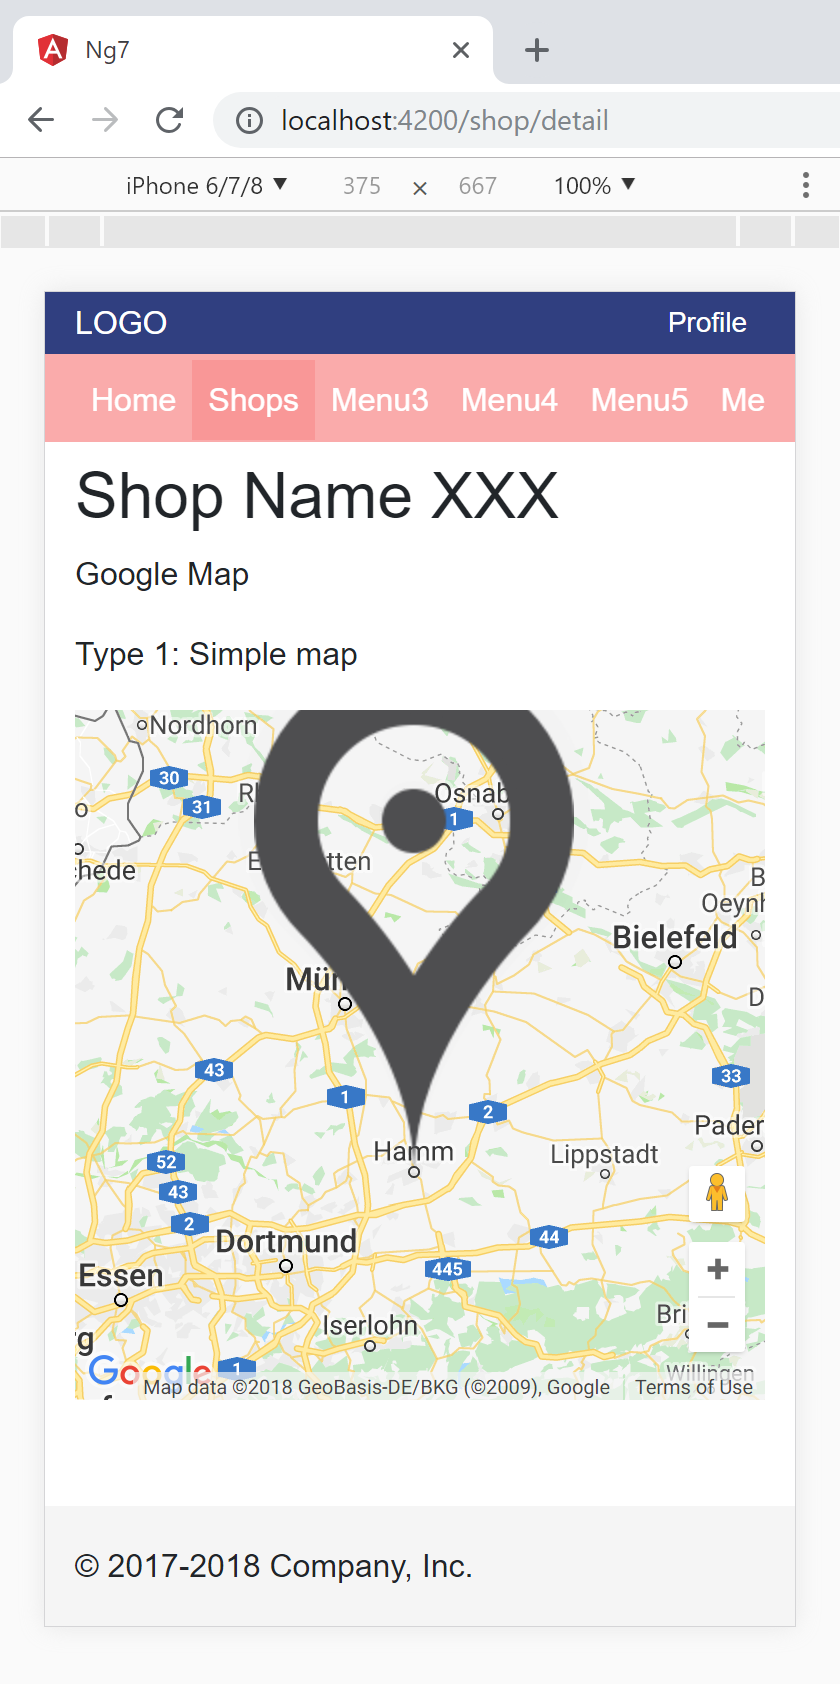 Ng7
localhost:4200/shop/detail
iPhone 6/7/8 375 × 667 100%
LOGO Profile
Home Shops Menu3 Menu4 Menu5 Me
Shop Name XXX
Google Map
Type 1: Simple map
Nordhorn
30
31
Osnab
1
tten
hede
Oeynh
Bielefeld
Mün
D
43
1
2
33
Pader
Hamm
Lippstadt
52
43
2
Dortmund
44
445
Essen
Iserlohn
Bri
rg
Google
1
Willingen
Map data ©2018 GeoBasis-DE/BKG (©2009), Google Terms of Use
© 2017-2018 Company, Inc.